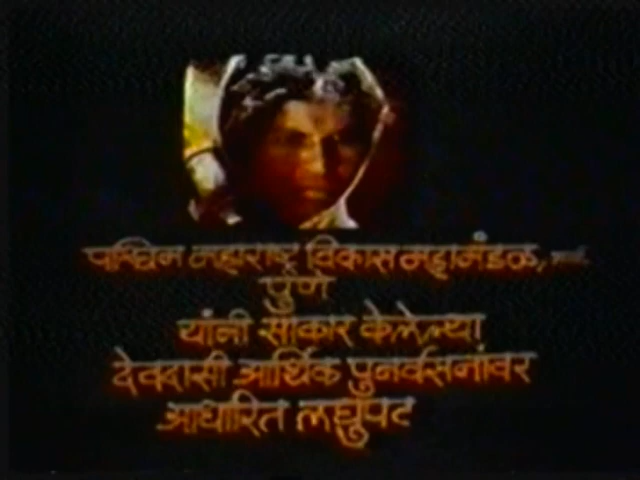 पश्चिम महाराष्ट्र विकास महामंडळ,
पुणे
यांनी साकार केलेल्या
देवदासी आर्थिक पुनर्वसनांवर
आधारित लघुपट